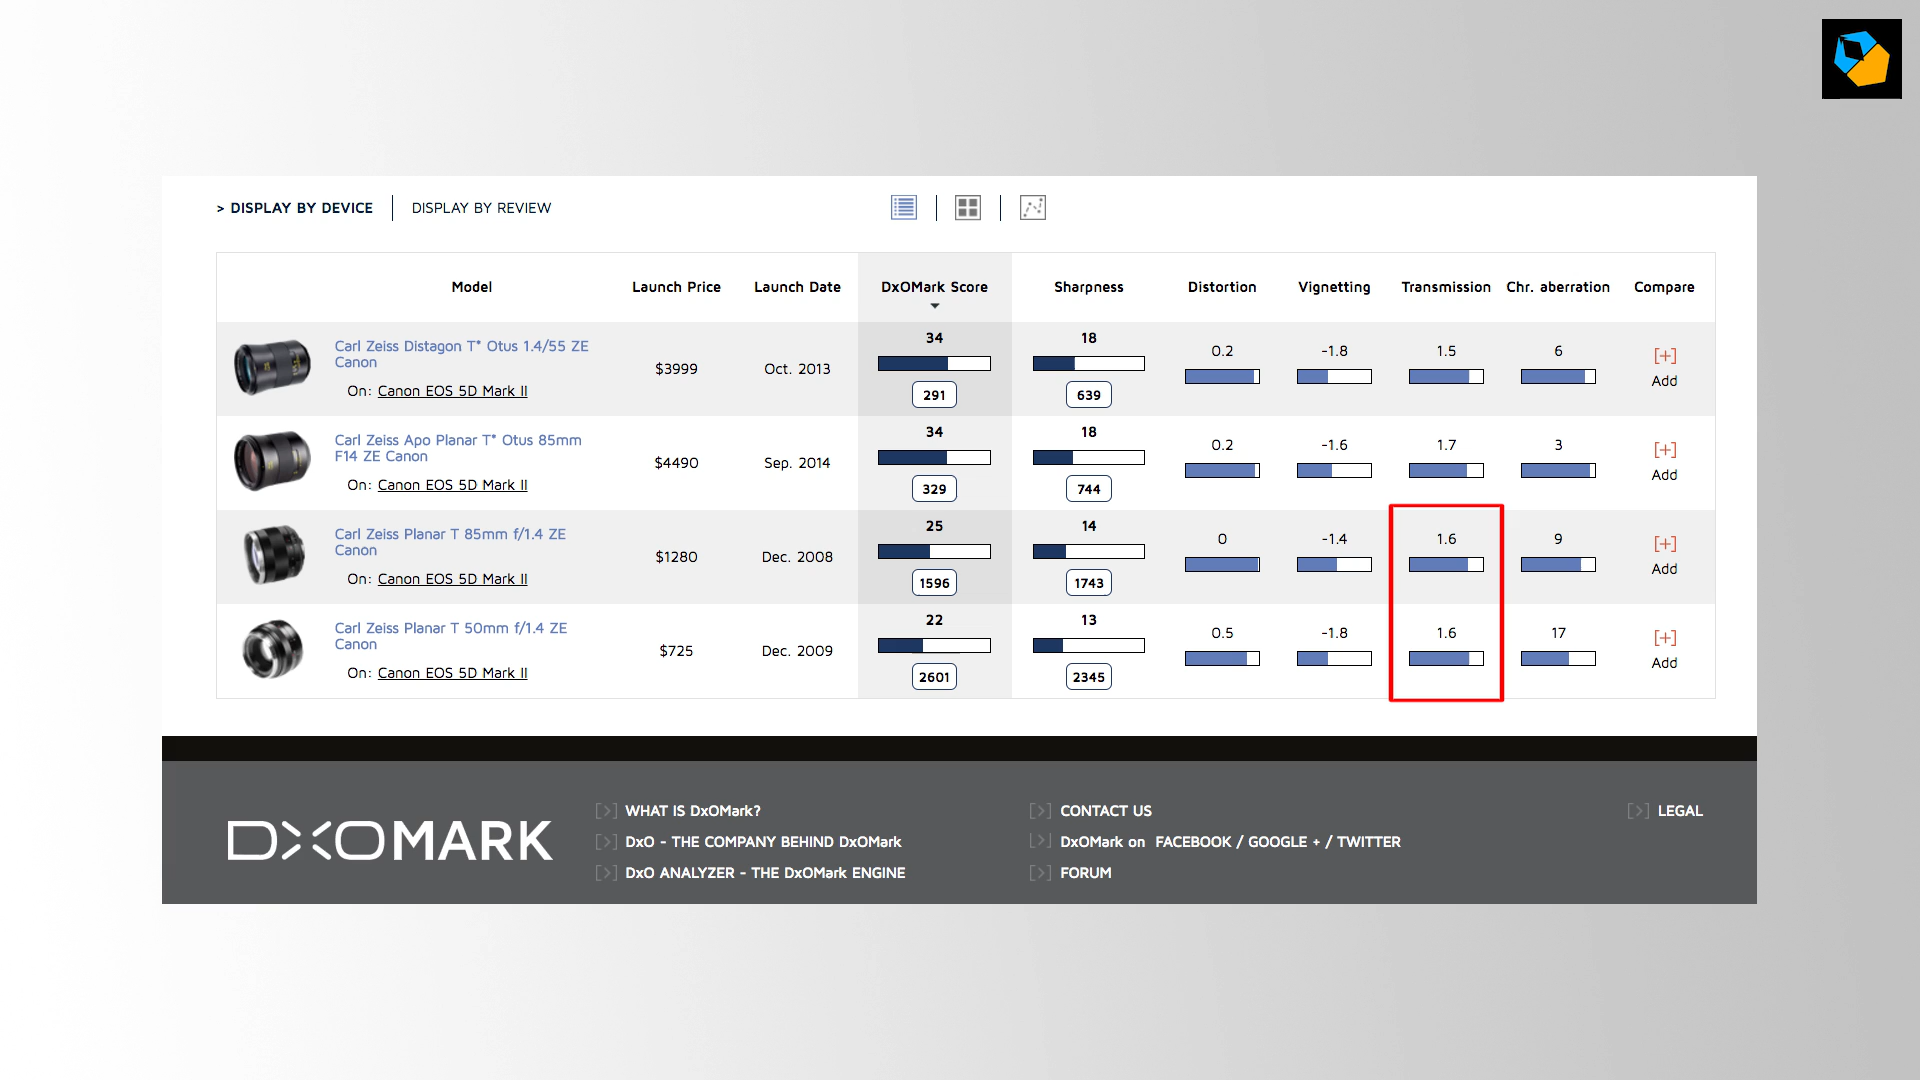 > DISPLAY BY DEVICE DISPLAY BY REVIEW
Model Launch Price Launch Date DxOMark Score Sharpness Distortion Vignetting Transmission Chr. aberration Compare
Carl Zeiss Distagon T* Otus 1.4/55 ZE
Canon
On: Canon EOS 5D Mark II
$3999
Oct. 2013
34
291
18
639
0.2
-1.8
1.5
6
[+]
Add
Carl Zeiss Apo Planar T* Otus 85mm
F14 ZE Canon
On: Canon EOS 5D Mark II
$4490
Sep. 2014
34
329
18
744
0.2
-1.6
1.7
3
[+]
Add
Carl Zeiss Planar T 85mm f/1.4 ZE
Canon
On: Canon EOS 5D Mark II
$1280
Dec. 2008
25
1596
14
1743
0
-1.4
1.6
9
[+]
Add
Carl Zeiss Planar T 50mm f/1.4 ZE
Canon
On: Canon EOS 5D Mark II
$725
Dec. 2009
22
2601
13
2345
0.5
-1.8
1.6
17
[+]
Add
DXOMARK
[>] WHAT IS DxOMark?
[>] DxO - THE COMPANY BEHIND DxOMark
[>] DxO ANALYZER - THE DxOMark ENGINE
[>] CONTACT US
[>] DxOMark on FACEBOOK / GOOGLE + / TWITTER
[>] FORUM
[>] LEGAL